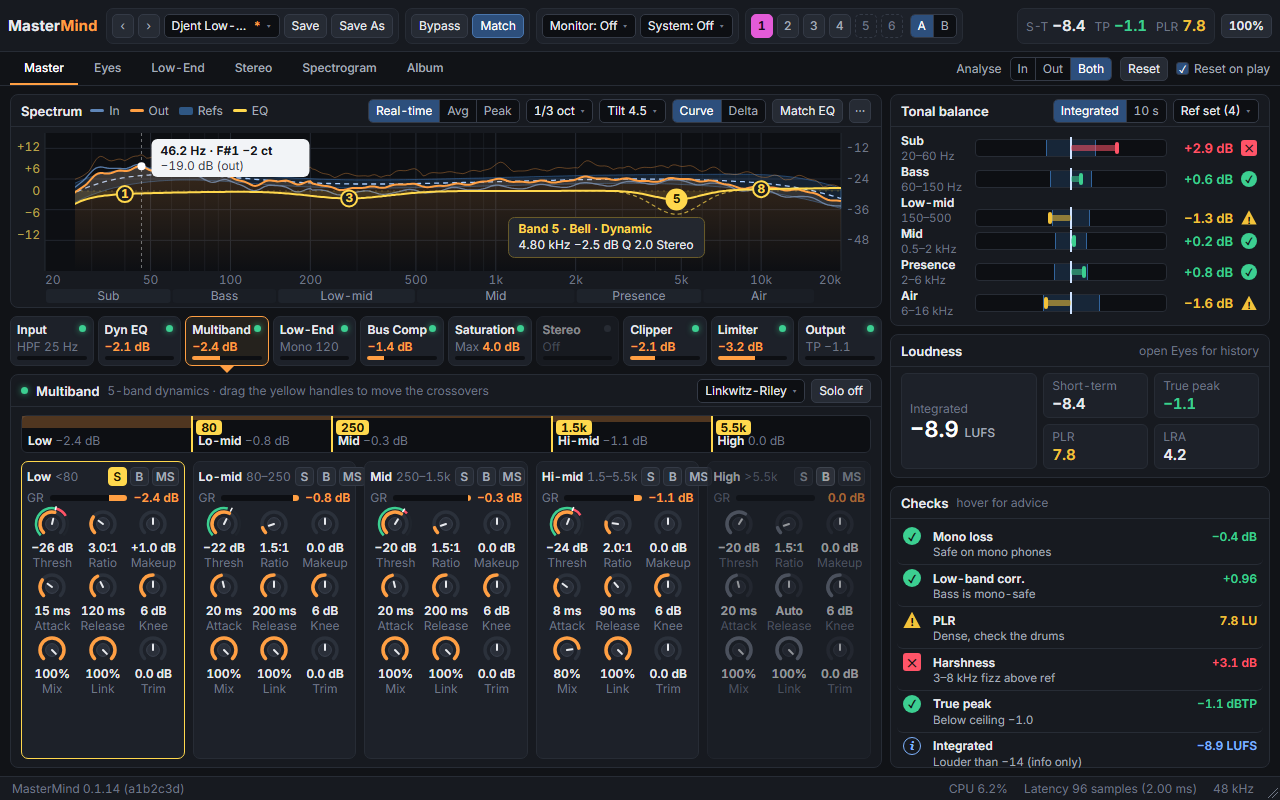 MasterMind ‹ › Djent Low-... * Save Save As Bypass Match Monitor: Off System: Off 1 2 3 4 5 6 A B S-T −8.4 TP −1.1 PLR 7.8 100%
Master Eyes Low-End Stereo Spectrogram Album Analyse In Out Both Reset Reset on play
Spectrum In Out Refs EQ Real-time Avg Peak 1/3 oct Tilt 4.5 Curve Delta Match EQ ···
+12 +6 0 −6 −12
46.2 Hz · F#1 −2 ct
−19.0 dB (out)
1 3 5 8
Band 5 · Bell · Dynamic
4.80 kHz −2.5 dB Q 2.0 Stereo
-12 -24 -36 -48
20 50 100 200 500 1k 2k 5k 10k 20k
Sub Bass Low-mid Mid Presence Air
Input Dyn EQ Multiband Low-End Bus Comp Saturation Stereo Clipper Limiter Output
HPF 25 Hz −2.1 dB −2.4 dB Mono 120 −1.4 dB Max 4.0 dB Off −2.1 dB −3.2 dB TP −1.1
Multiband 5-band dynamics · drag the yellow handles to move the crossovers Linkwitz-Riley Solo off
80 250 1.5k 5.5k
Low −2.4 dB Lo-mid −0.8 dB Mid −0.3 dB Hi-mid −1.1 dB High 0.0 dB
Low <80 S B MS
GR −2.4 dB
−26 dB 3.0:1 +1.0 dB
Thresh Ratio Makeup
15 ms 120 ms 6 dB
Attack Release Knee
100% 100% 0.0 dB
Mix Link Trim
Lo-mid 80–250 S B MS
GR −0.8 dB
−22 dB 1.5:1 0.0 dB
Thresh Ratio Makeup
20 ms 200 ms 6 dB
Attack Release Knee
100% 100% 0.0 dB
Mix Link Trim
Mid 250–1.5k S B MS
GR −0.3 dB
−20 dB 1.5:1 0.0 dB
Thresh Ratio Makeup
20 ms 200 ms 6 dB
Attack Release Knee
100% 100% 0.0 dB
Mix Link Trim
Hi-mid 1.5–5.5k S B MS
GR −1.1 dB
−24 dB 2.0:1 0.0 dB
Thresh Ratio Makeup
8 ms 90 ms 6 dB
Attack Release Knee
80% 100% 0.0 dB
Mix Link Trim
High >5.5k S B MS
GR 0.0 dB
−20 dB 1.5:1 0.0 dB
Thresh Ratio Makeup
20 ms Auto 6 dB
Attack Release Knee
100% 100% 0.0 dB
Mix Link Trim
Tonal balance Integrated 10 s Ref set (4)
Sub +2.9 dB
20–60 Hz
Bass +0.6 dB
60–150 Hz
Low-mid −1.3 dB
150–500
Mid +0.2 dB
0.5–2 kHz
Presence +0.8 dB
2–6 kHz
Air −1.6 dB
6–16 kHz
Loudness open Eyes for history
Integrated
−8.9 LUFS
Short-term
−8.4
True peak
−1.1
PLR
7.8
LRA
4.2
Checks hover for advice
Mono loss −0.4 dB
Safe on mono phones
Low-band corr. +0.96
Bass is mono-safe
PLR 7.8 LU
Dense, check the drums
Harshness +3.1 dB
3–8 kHz fizz above ref
True peak −1.1 dBTP
Below ceiling −1.0
Integrated −8.9 LUFS
Louder than −14 (info only)
MasterMind 0.1.14 (a1b2c3d) CPU 6.2% Latency 96 samples (2.00 ms) 48 kHz